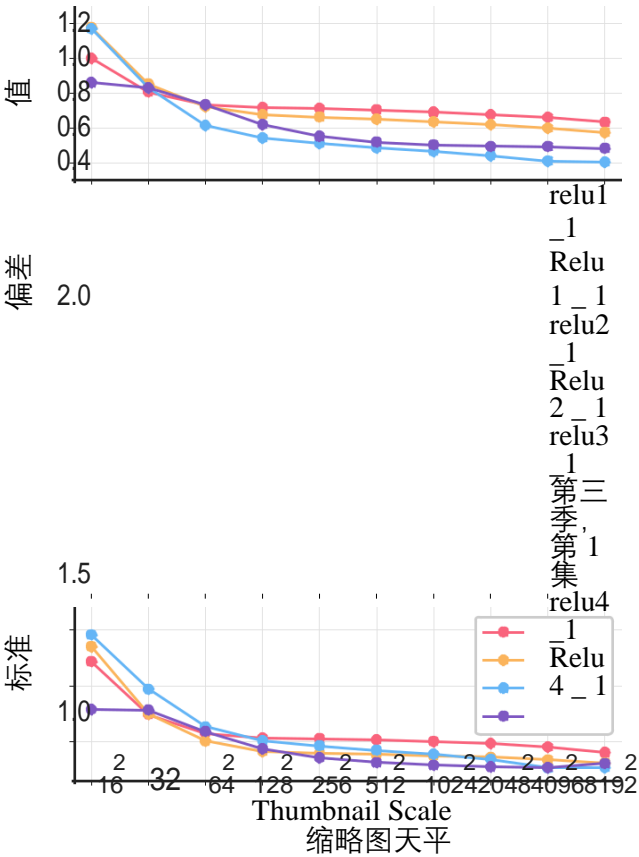 1.2
1.0
0.8
0.6
0.4
值
relu1
_1
Relu
1 _ 1
relu2
_1
Relu
2 _ 1
relu3
_1
第三
季,
第 1
集
relu4
_1
Relu
4 _ 1
偏差
2.0
1.5
标准
1.0
2 2 2 2 2 2 2 2 2
16 32 64 128 256 512 1024 2048 4096 8192
Thumbnail Scale
缩略图天平